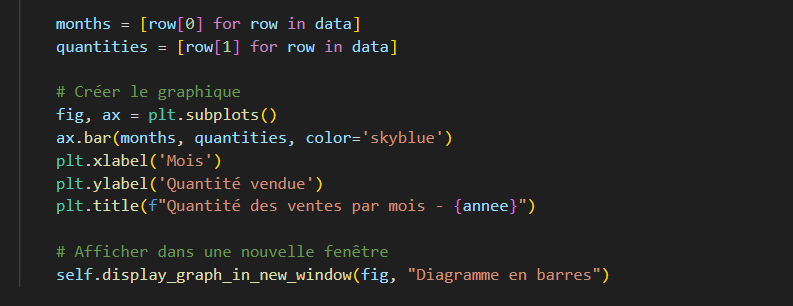 months = [row[0] for row in data]
quantities = [row[1] for row in data]
# Créer le graphique
fig, ax = plt.subplots()
ax.bar(months, quantities, color='skyblue')
plt.xlabel('Mois')
plt.ylabel('Quantité vendue')
plt.title(f"Quantité des ventes par mois - {annee}")
# Afficher dans une nouvelle fenêtre
self.display_graph_in_new_window(fig, "Diagramme en barres")